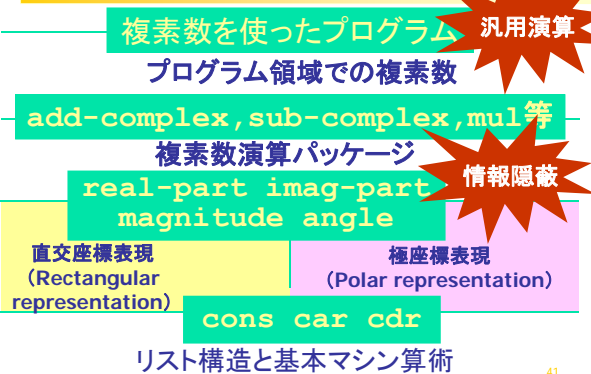 複素数を使ったプログラム
汎用演算
プログラム領域での複素数
add-complex,sub-complex,mul等
複素数演算パッケージ
情報隠蔽
real-part imag-part
magnitude angle
直交座標表現
（Rectangular
representation）
極座標表現
（Polar representation）
cons car cdr
リスト構造と基本マシン算術
41